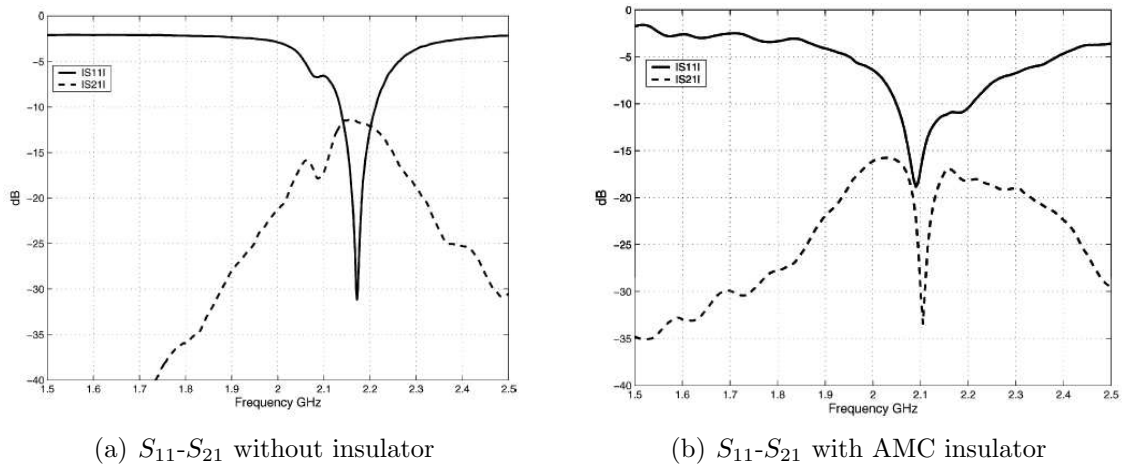 0
−5
−10
−15
−20
−25
−30
−35
−40
dB
|S11|
|S21|
1.5 1.6 1.7 1.8 1.9 2 2.1 2.2 2.3 2.4 2.5
Frequency GHz
(a) S11-S21 without insulator
0
−5
−10
−15
−20
−25
−30
−35
−40
dB
|S11|
|S21|
1.5 1.6 1.7 1.8 1.9 2 2.1 2.2 2.3 2.4 2.5
Frequency GHz
(b) S11-S21 with AMC insulator